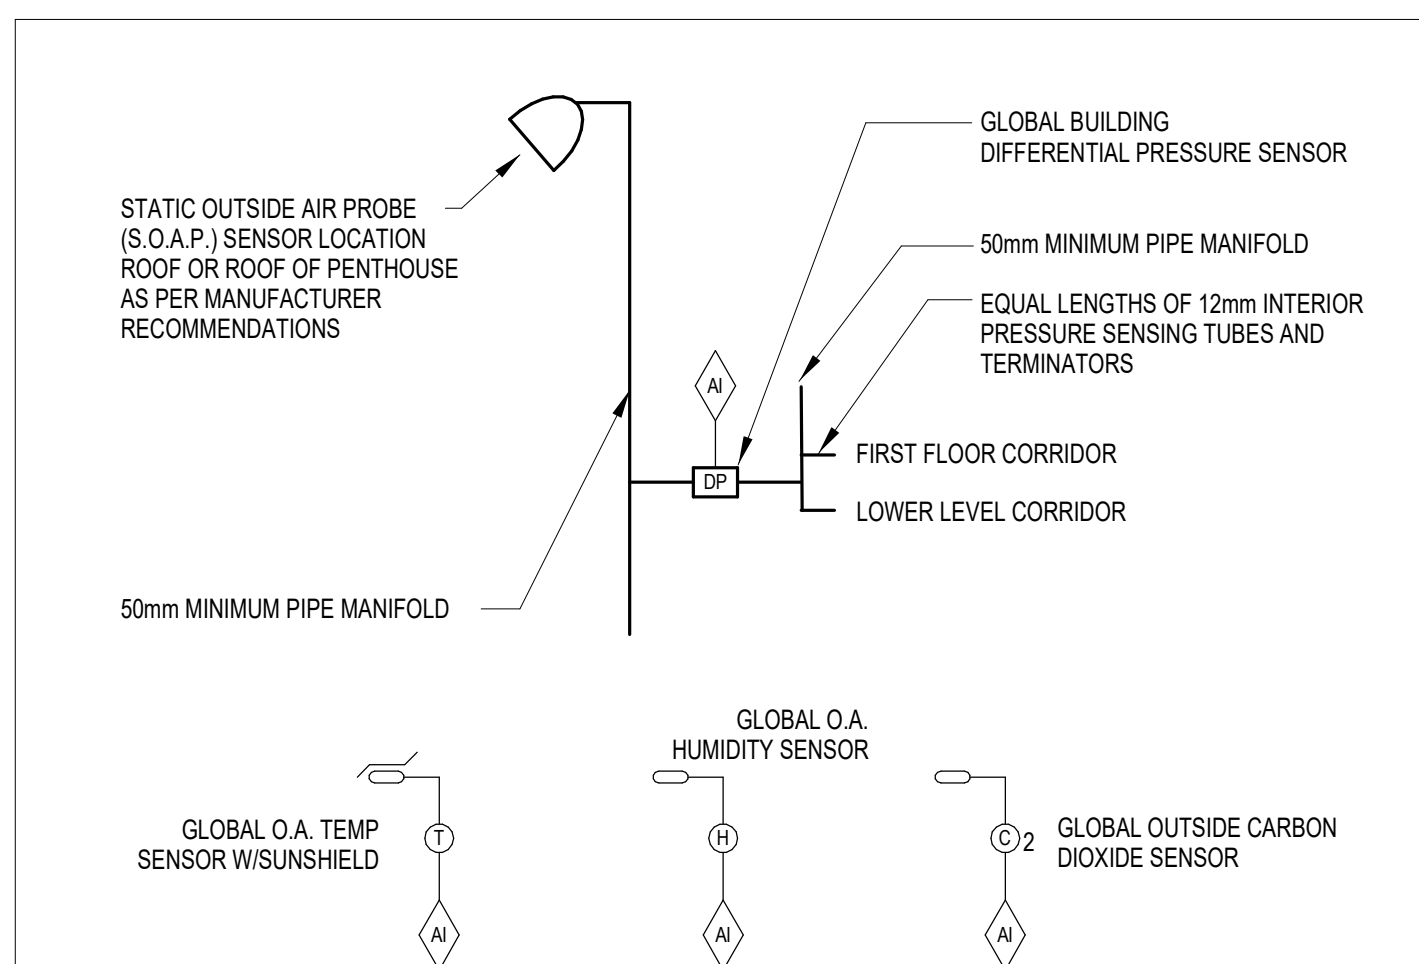 STATIC OUTSIDE AIR PROBE
(S.O.A.P.) SENSOR LOCATION
ROOF OR ROOF OF PENTHOUSE
AS PER MANUFACTURER
RECOMMENDATIONS
GLOBAL BUILDING
DIFFERENTIAL PRESSURE SENSOR
50mm MINIMUM PIPE MANIFOLD
EQUAL LENGTHS OF 12mm INTERIOR
PRESSURE SENSING TUBES AND
TERMINATORS
AI
DP
FIRST FLOOR CORRIDOR
LOWER LEVEL CORRIDOR
50mm MINIMUM PIPE MANIFOLD
GLOBAL O.A. TEMP
SENSOR W/SUNSHIELD
T
AI
GLOBAL O.A.
HUMIDITY SENSOR
H
AI
C 2
GLOBAL OUTSIDE CARBON
DIOXIDE SENSOR
AI